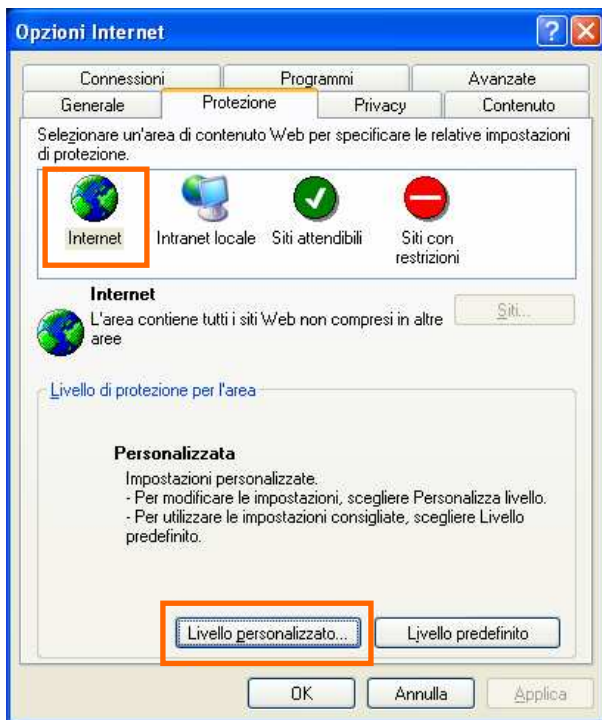 Opzioni Internet
?
Connessioni Programmi Avanzate
Generale Protezione Privacy Contenuto
Selezionare un'area di contenuto Web per specificare le relative impostazioni
di protezione.
Internet Intranet locale Siti attendibili Siti con
restrizioni
Internet
L'area contiene tutti i siti Web non compresi in altre
aree
Siti...
Livello di protezione per l'area
Personalizzata
Impostazioni personalizzate.
- Per modificare le impostazioni, scegliere Personalizza livello.
- Per utilizzare le impostazioni consigliate, scegliere Livello
predefinito.
Livello personalizzato... Livello predefinito
OK Annulla Applica